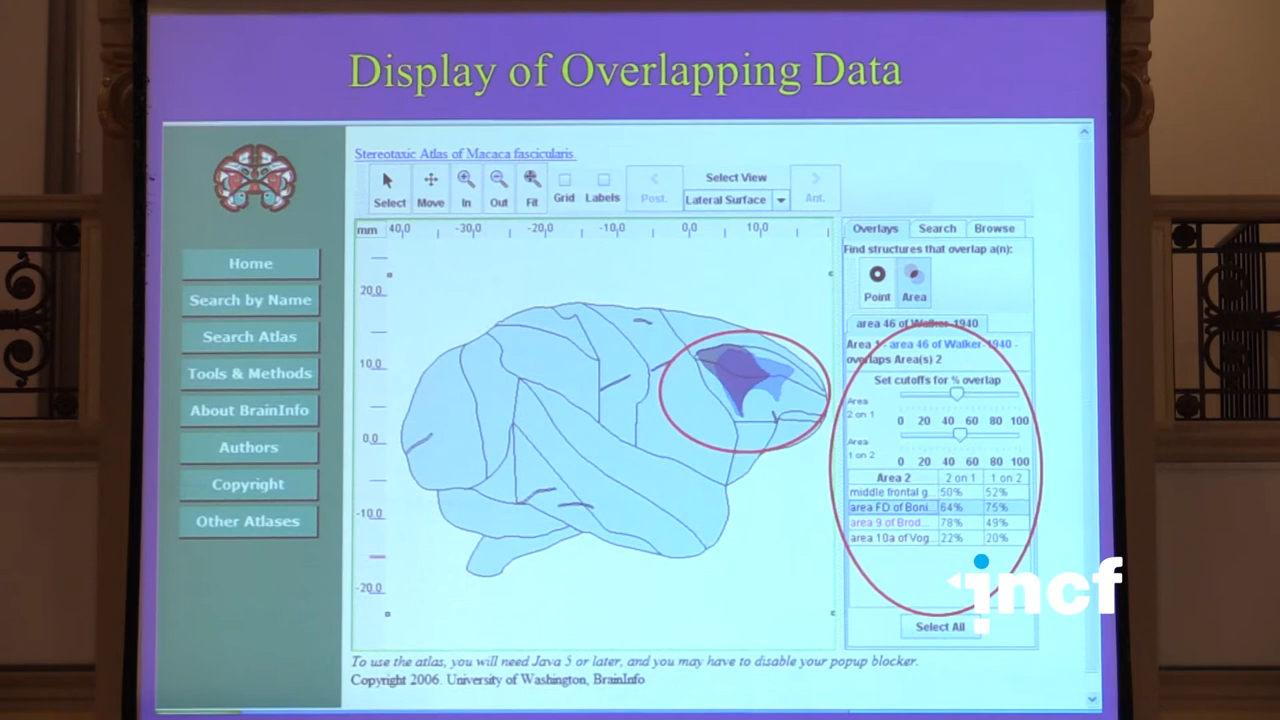 Display of Overlapping Data
Stereotaxic Atlas of Macaca fascicularis
Select Move In Out Fit Grid Labels Post. Select View Lateral Surface Ant.
Home
Search by Name
Search Atlas
Tools & Methods
About BrainInfo
Authors
Copyright
Other Atlases
mm 40,0 -30,0 -20,0 -10,0 0,0 10,0
20,0
10,0
0,0
-10,0
-20,0
Overlays Search Browse
Find structures that overlap a(n):
Point Area
area 46 of Walker-1940
Area 1 - area 46 of Walker-1940 -
overlaps Area(s) 2
Set cutoffs for % overlap
Area
2 on 1
0 20 40 60 80 100
Area
1 on 2
0 20 40 60 80 100
Area 2 2 on 1 1 on 2
middle frontal g... 50% 52%
area FD of Boni... 64% 75%
area 9 of Brod... 78% 49%
area 10a of Vog... 22% 20%
incf
Select All
To use the atlas, you will need Java 5 or later, and you may have to disable your popup blocker.
Copyright 2006. University of Washington, BrainInfo